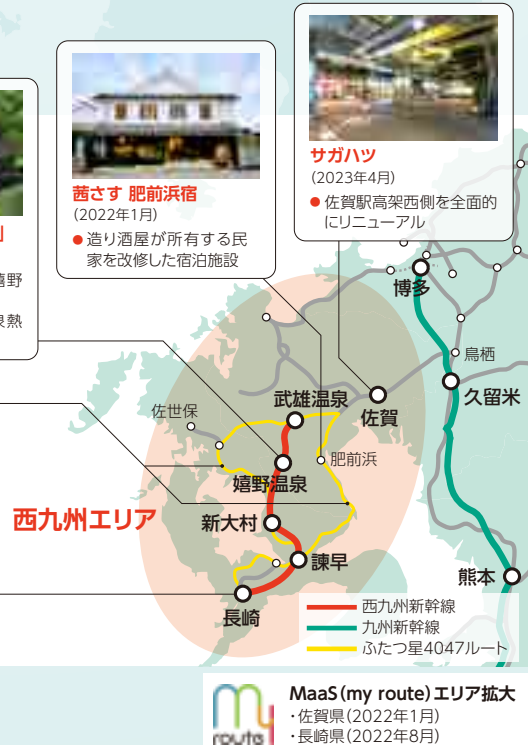 茜さす 肥前浜宿
(2022年1月)
● 造り酒屋が所有する民
家を改修した宿泊施設
サガハツ
(2023年4月)
● 佐賀駅高架西側を全面的
にリニューアル
」
嬉野
泉熱
博多
鳥栖
久留米
武雄温泉
佐賀
佐世保
肥前浜
嬉野温泉
西九州エリア
新大村
諫早
長崎
熊本
西九州新幹線
九州新幹線
ふたつ星4047ルート
my
route
MaaS(my route)エリア拡大
・佐賀県(2022年1月)
・長崎県(2022年8月)